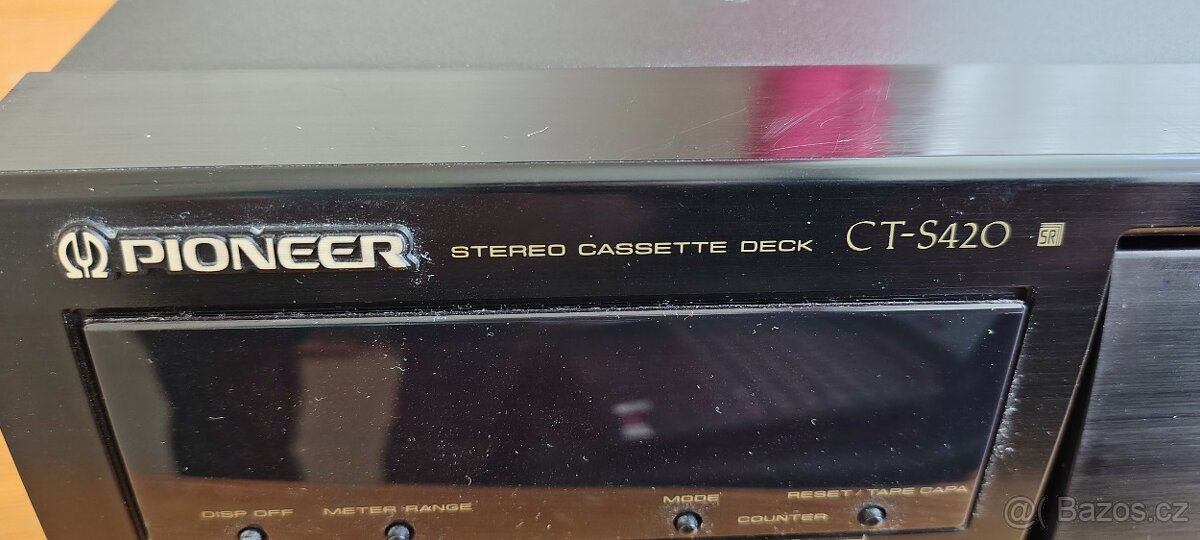 PIONEER STEREO CASSETTE DECK CT-S420 SR
DISP OFF METER RANGE MODE COUNTER RESET/TAPE CAPA
@Bazos.cz